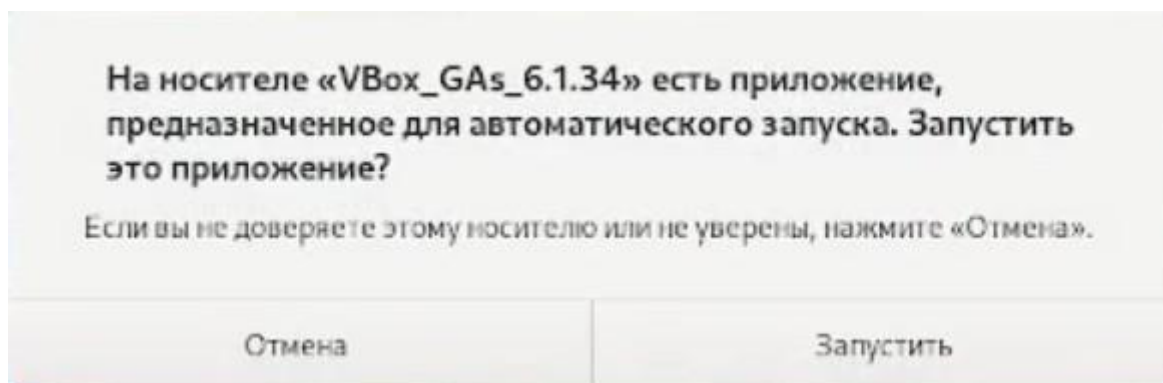 На носителе «VBox_GAs_6.1.34» есть приложение,
предназначенное для автоматического запуска. Запустить
это приложение?
Если вы не доверяете этому носителю или не уверены, нажмите «Отмена».
Отмена
Запустить